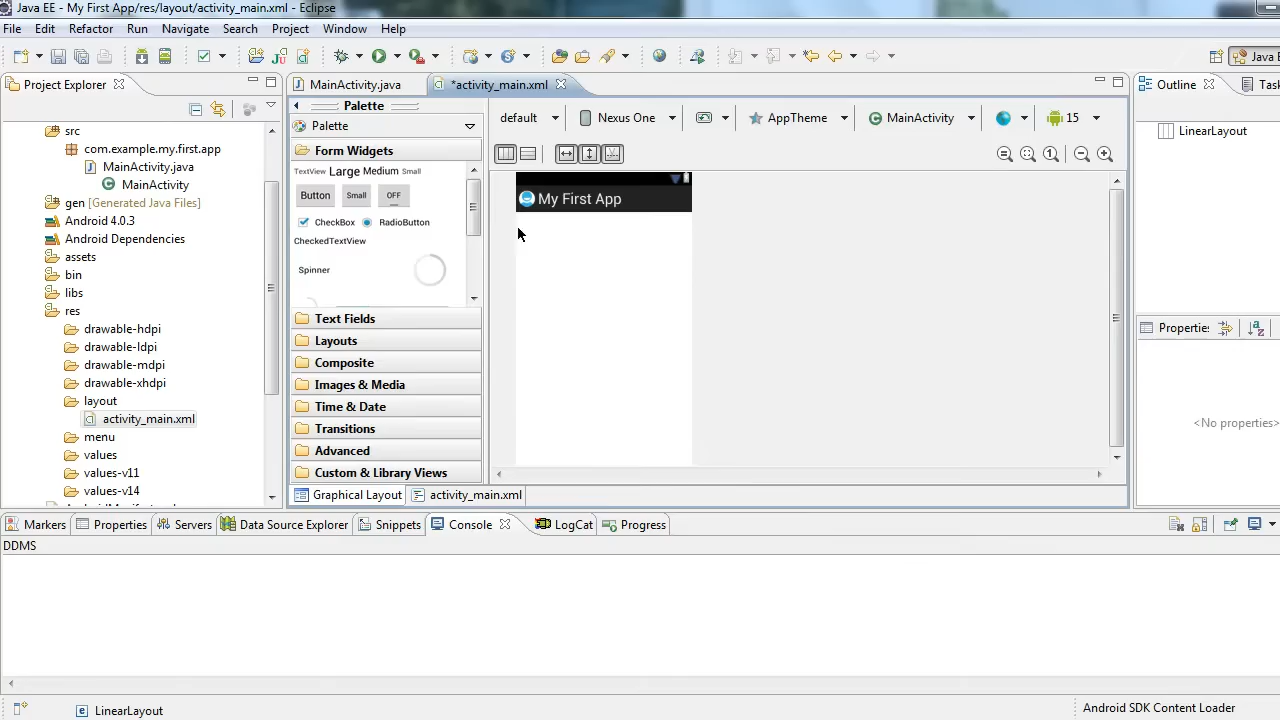 Java EE - My First App/res/layout/activity_main.xml - Eclipse
File Edit Refactor Run Navigate Search Project Window Help
Java E
Project Explorer
MainActivity.java
*activity_main.xml
Outline
Task
src
com.example.my.first.app
MainActivity.java
MainActivity
gen [Generated Java Files]
Android 4.0.3
Android Dependencies
assets
bin
libs
res
drawable-hdpi
drawable-ldpi
drawable-mdpi
drawable-xhdpi
layout
activity_main.xml
menu
values
values-v11
values-v14
Palette
Palette
Form Widgets
TextView Large Medium Small
Button Small OFF
CheckBox RadioButton
CheckedTextView
Spinner
Text Fields
Layouts
Composite
Images & Media
Time & Date
Transitions
Advanced
Custom & Library Views
default Nexus One AppTheme MainActivity 15
My First App
Graphical Layout activity_main.xml
LinearLayout
Properties
<No properties>
Markers Properties Servers Data Source Explorer Snippets Console LogCat Progress
DDMS
LinearLayout
Android SDK Content Loader